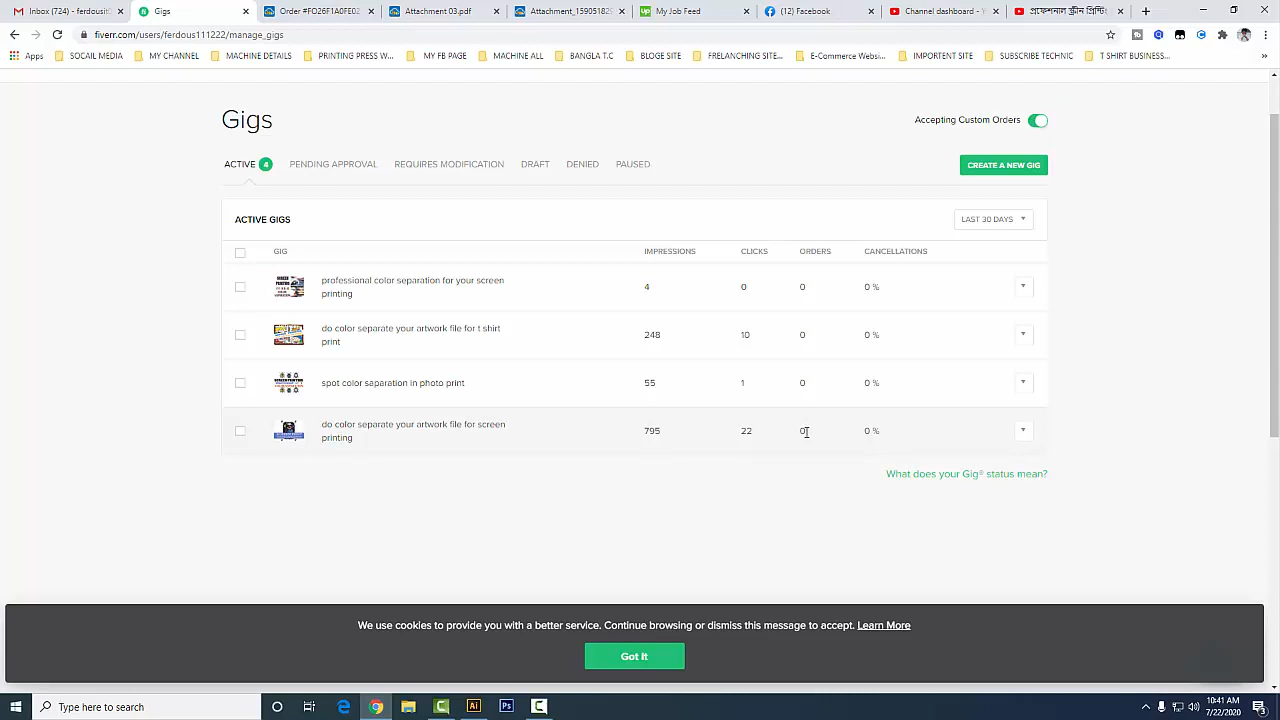 Inbox (724) - ferdousit0
Gigs
Order #FO26F1A0FE02
Attachment 03.pdf
Attachment_15905182
My Job Feed
(12) Facebook
Channel dashboard - Y
প্রফেশনাল স্ক্রীন প্রিন্টিং
fiverr.com/users/ferdous111222/manage_gigs
Apps
SOCAIL MEDIA
MY CHANNEL
MACHINE DETAILS
PRINTING PRESS W...
MY FB PAGE
MACHINE ALL
BANGLA T.C
BLOGE SITE
FRELANCHING SITE...
E-Commerce Websi...
IMPORTENT SITE
SUBSCRIBE TECHNIC
T SHIRT BUSINESS...
Gigs
Accepting Custom Orders
ACTIVE 4 PENDING APPROVAL REQUIRES MODIFICATION DRAFT DENIED PAUSED
CREATE A NEW GIG
ACTIVE GIGS
LAST 30 DAYS
GIG IMPRESSIONS CLICKS ORDERS CANCELLATIONS
professional color separation for your screen
printing
4 0 0 0 %
do color separate your artwork file for t shirt
print
248 10 0 0 %
spot color saparation in photo print
55 1 0 0 %
do color separate your artwork file for screen
printing
795 22 0 0 %
What does your Gig® status mean?
We use cookies to provide you with a better service. Continue browsing or dismiss this message to accept. Learn More
Got It
Type here to search
10:41 AM
7/22/2020